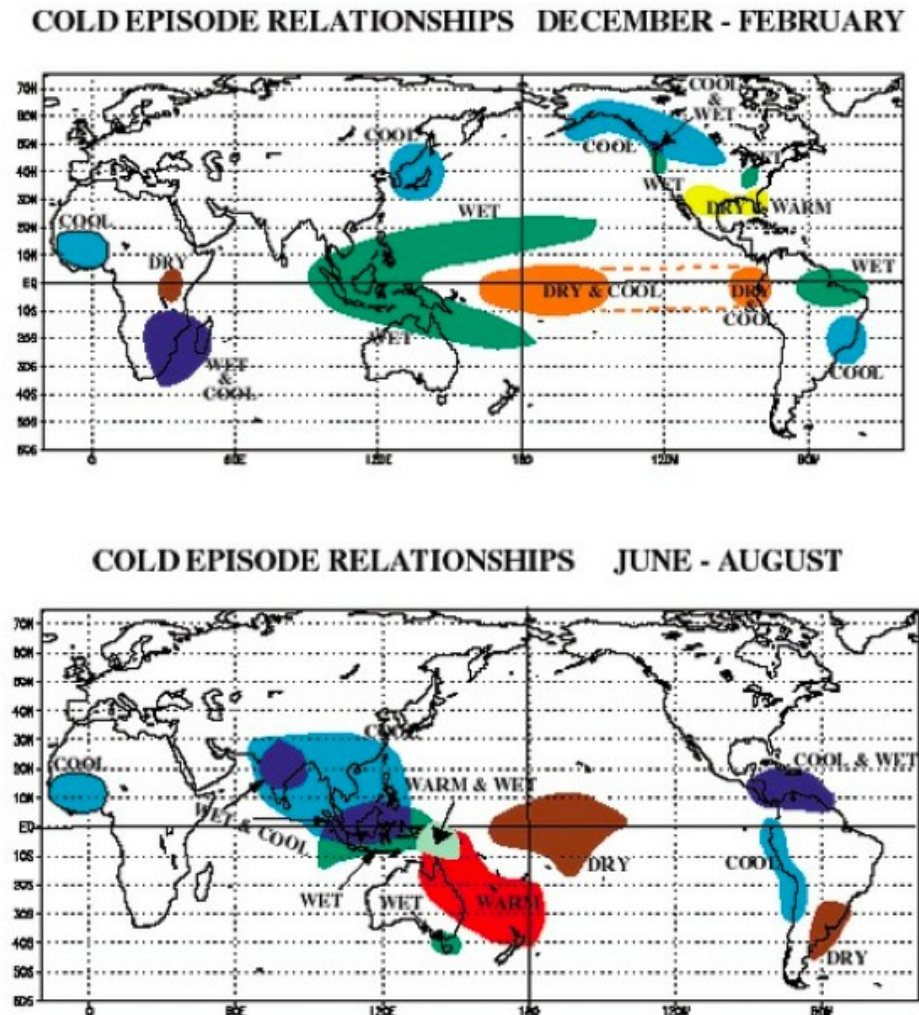 COLD EPISODE RELATIONSHIPS DECEMBER - FEBRUARY
70N
60N
50N
40N
30N
20N
10N
EQ
10S
20S
30S
40S
50S
60S
0
60E
120E
180
120W
60W
COOL
DRY
WET
&
COOL
COOL
WET
WET
DRY & COOL
COOL
COOL
&
WET
WET
WET
DRY & WARM
DRY
&
COOL
WET
COOL
COLD EPISODE RELATIONSHIPS JUNE - AUGUST
70N
60N
50N
40N
30N
20N
10N
EQ
10S
20S
30S
40S
50S
60S
0
60E
120E
180
120W
60W
COOL
COOL
WET & COOL
WARM & WET
WET
WET
WARM
DRY
COOL & WET
COOL
DRY